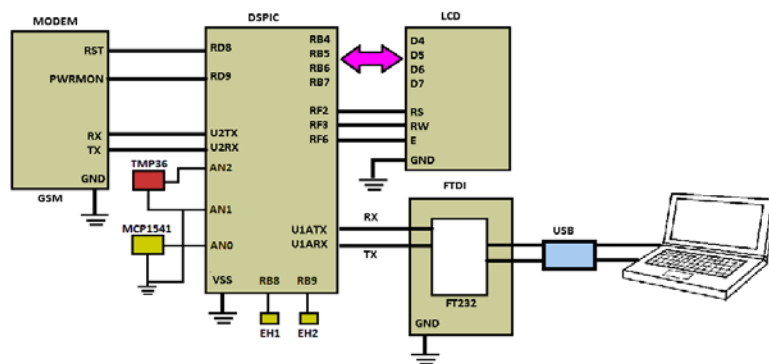 MODEM
RST
PWRMON
RX
TX
GND
GSM
TMP36
MCP1541
DSPIC
RD8
RD9
U2TX
U2RX
AN2
AN1
AN0
VSS
RB8
RB9
EH1
EH2
RB4
RB5
RB6
RB7
RF2
RF3
RF6
U1ATX
U1ARX
LCD
D4
D5
D6
D7
RS
RW
E
GND
FTDI
RX
TX
FT232
GND
USB